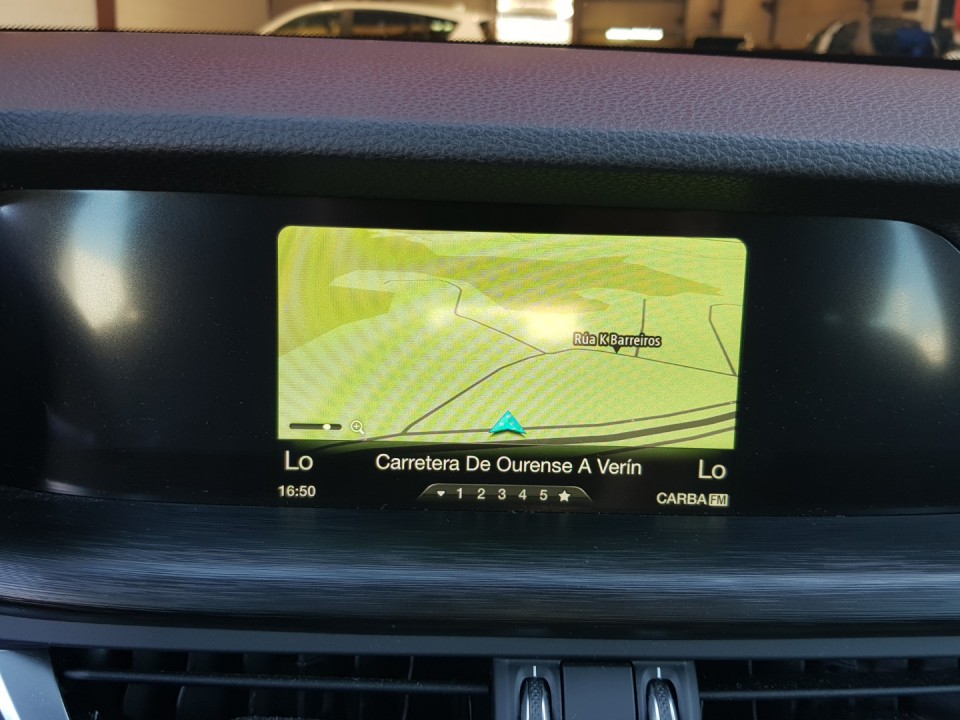 Rúa K Barreiros
Lo Carretera De Ourense A Verín Lo
16:50 1 2 3 4 5 CARBA FM